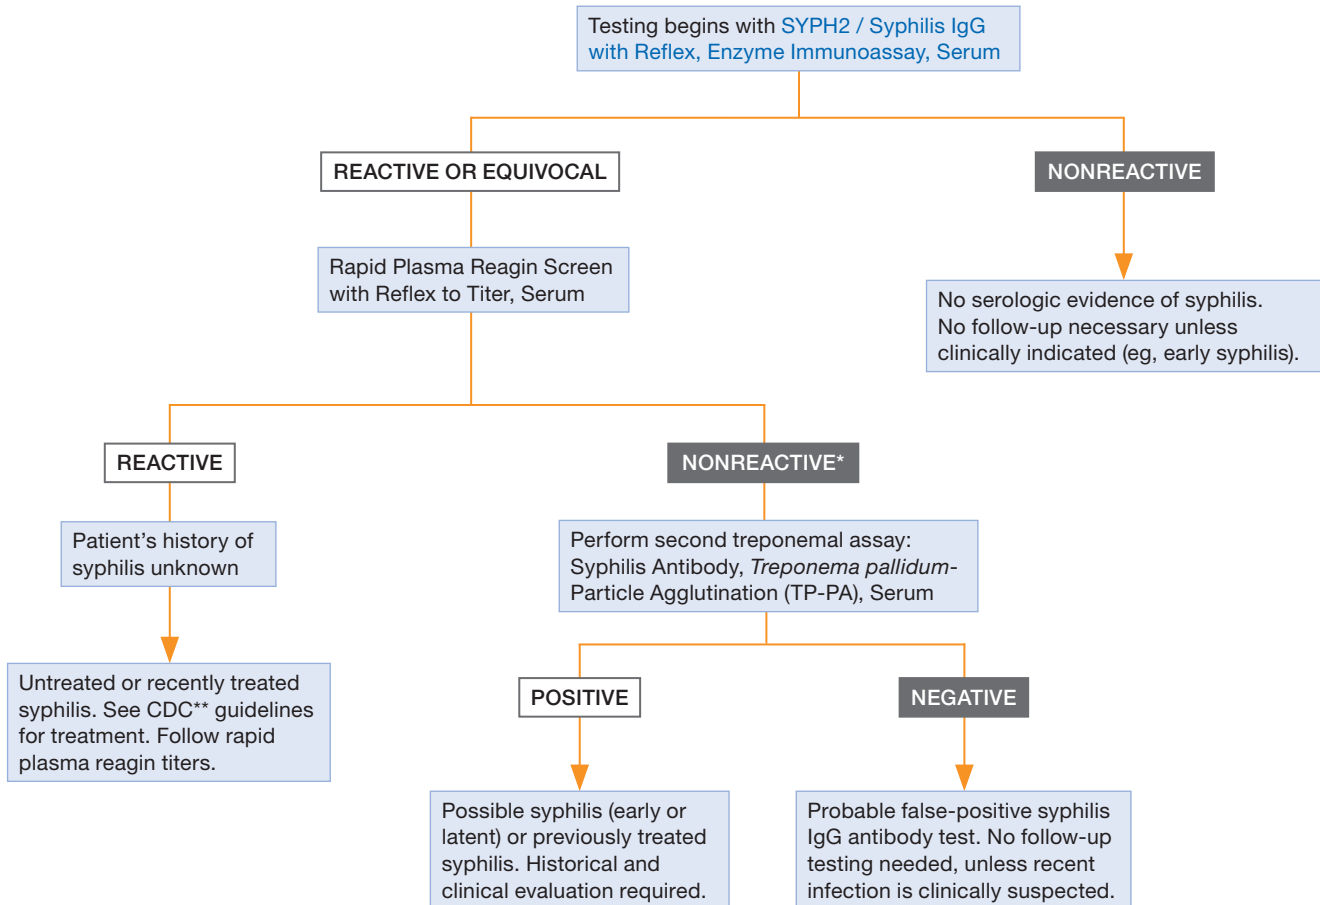 Testing begins with SYPH2 / Syphilis IgG
with Reflex, Enzyme Immunoassay, Serum
REACTIVE OR EQUIVOCAL
NONREACTIVE
Rapid Plasma Reagin Screen
with Reflex to Titer, Serum
No serologic evidence of syphilis.
No follow-up necessary unless
clinically indicated (eg, early syphilis).
REACTIVE
NONREACTIVE*
Patient's history of
syphilis unknown
Perform second treponemal assay:
Syphilis Antibody, Treponema pallidum-
Particle Agglutination (TP-PA), Serum
Untreated or recently treated
syphilis. See CDC** guidelines
for treatment. Follow rapid
plasma reagin titers.
POSITIVE
NEGATIVE
Possible syphilis (early or
latent) or previously treated
syphilis. Historical and
clinical evaluation required.
Probable false-positive syphilis
IgG antibody test. No follow-up
testing needed, unless recent
infection is clinically suspected.